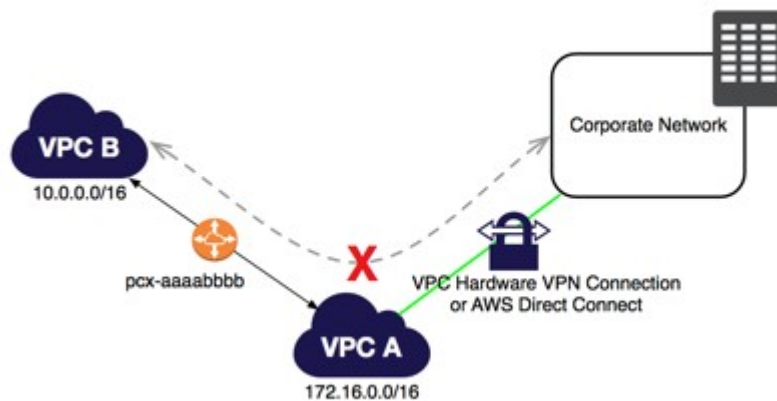 VPC B
10.0.0.0/16
Corporate Network
pcx-aaaabbbb
X
VPC Hardware VPN Connection
or AWS Direct Connect
VPC A
172.16.0.0/16